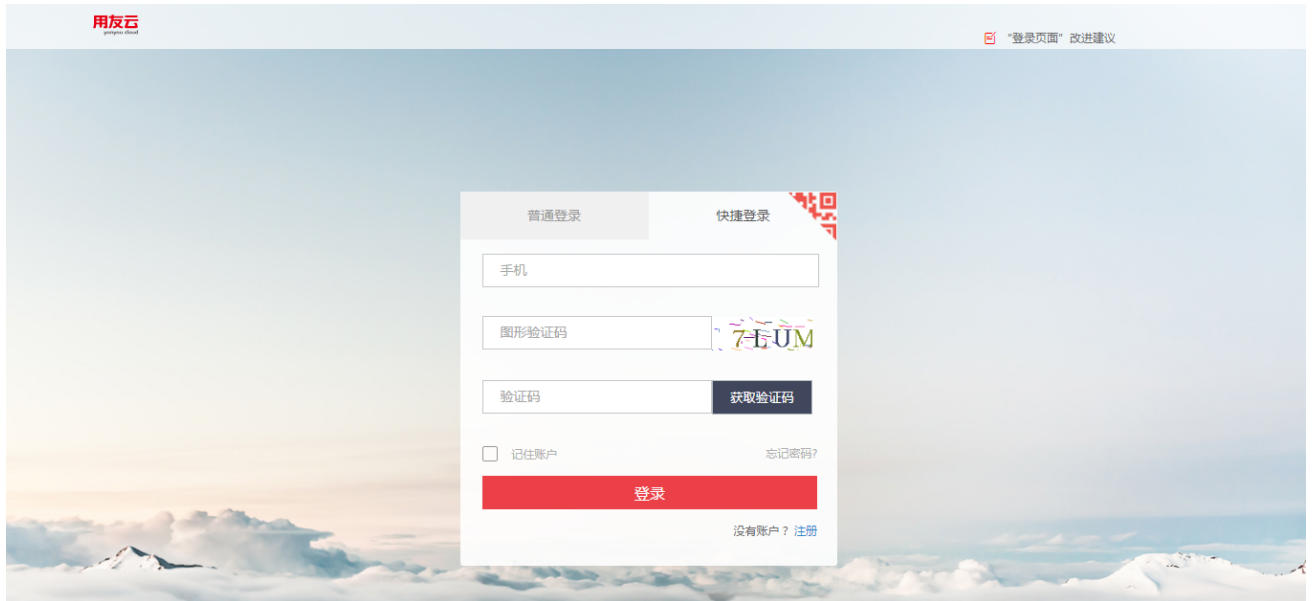 用友云
yonyou cloud
“登录页面”改进建议
普通登录
快捷登录
手机
图形验证码
7LUM
验证码
获取验证码
记住账户
忘记密码?
登录
没有账户？注册